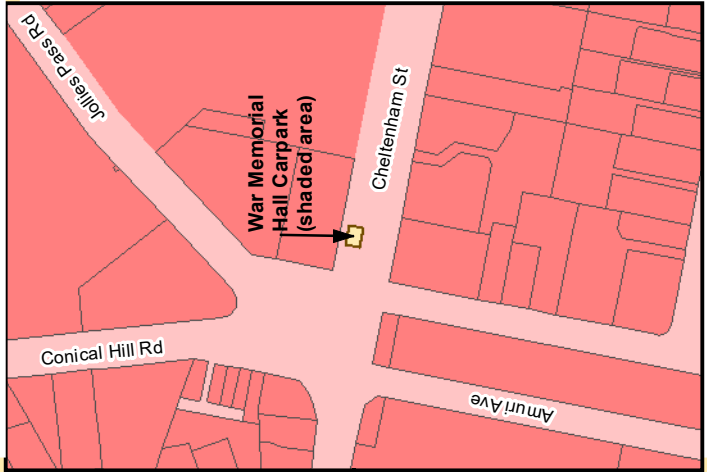 Jollies Pass Rd
War Memorial
Hall Carpark
(shaded area)
Cheltenham St
Conical Hill Rd
Amuri Ave